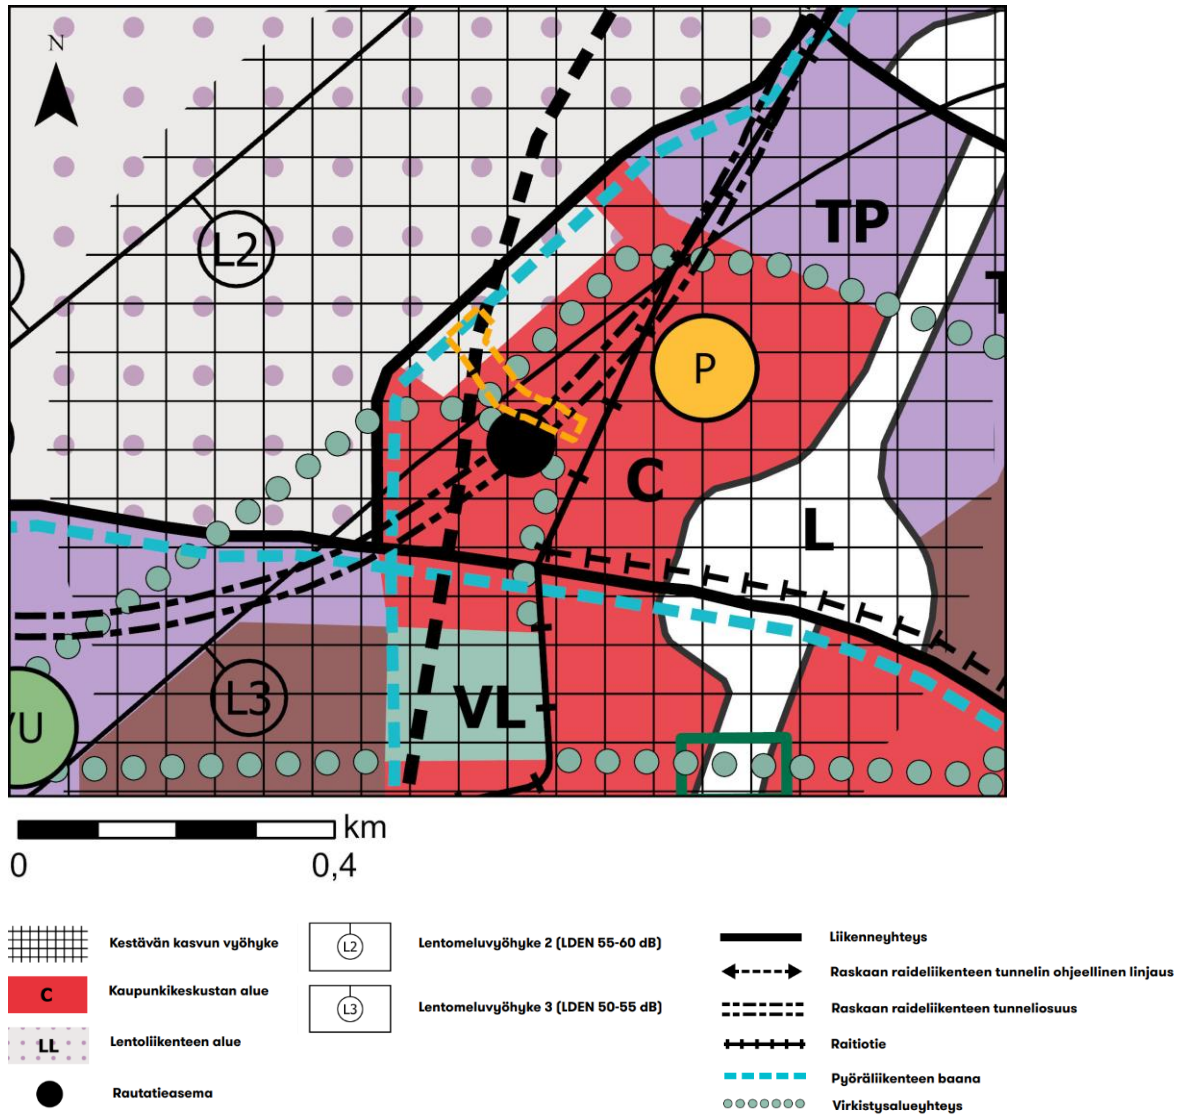 N
L2
TP
T
P
C
L
L3
VL
VU
km
0
0,4
Kestävän kasvun vyöhyke
C
Kaupunkikeskustan alue
LL
Lentoliikenteen alue
Rautatieasema
L2
Lentomeluvyöhyke 2 (LDEN 55-60 dB)
L3
Lentomeluvyöhyke 3 (LDEN 50-55 dB)
Liikenneyhteys
Raskaan raideliikenteen tunnelin ohjeellinen linjaus
Raskaan raideliikenteen tunneliosuus
Raitiotie
Pyöräliikenteen baana
Virkistysalueyhteys